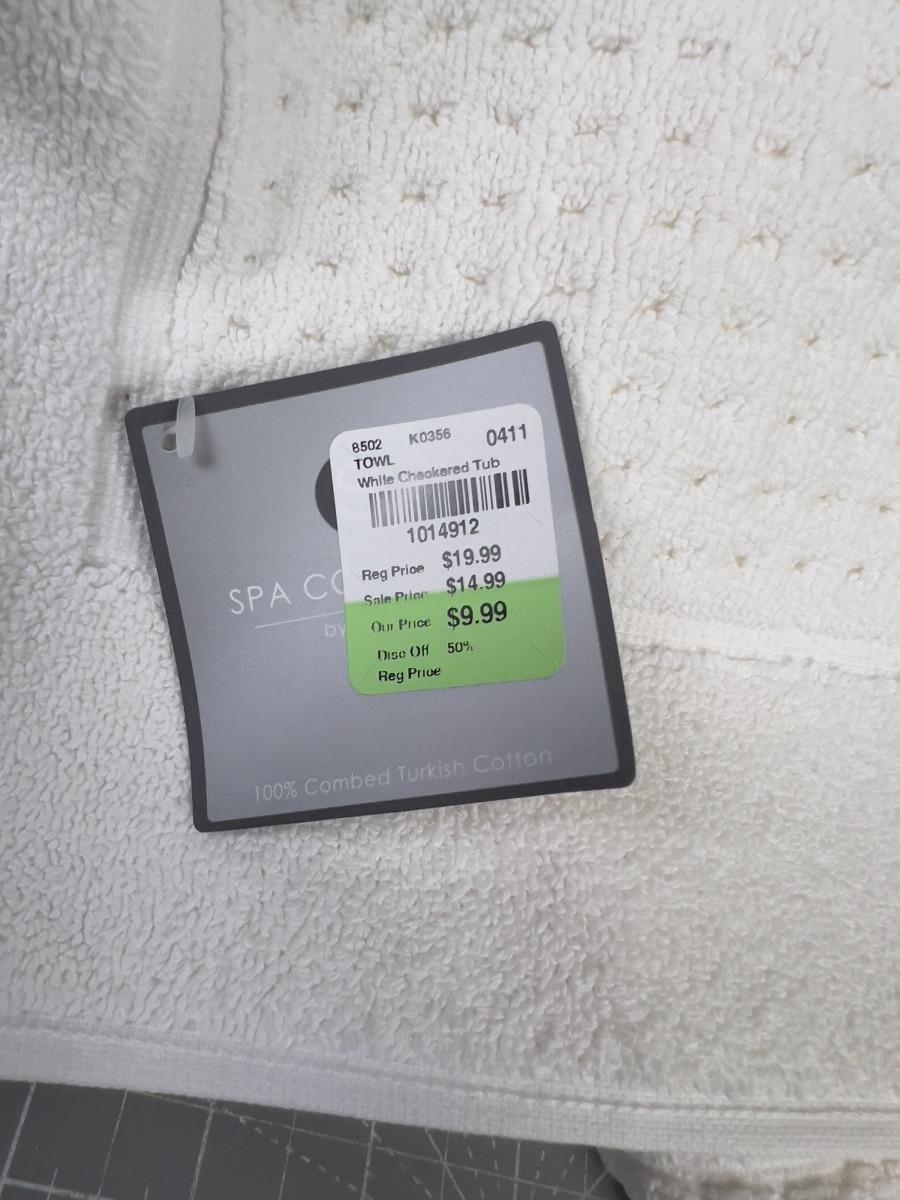 8502 K0356 0411
TOWL
White Checkered Tub
1014912
Reg Price $19.99
Sale Price $14.99
Our Price $9.99
Disc Off 50%
Reg Price
SPA CO
by
100% Combed Turkish Cotton